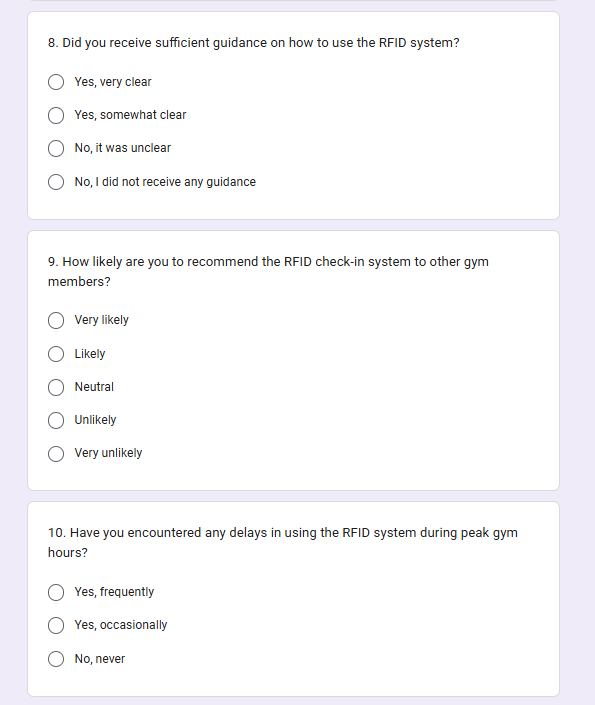 8. Did you receive sufficient guidance on how to use the RFID system?
Yes, very clear
Yes, somewhat clear
No, it was unclear
No, I did not receive any guidance
9. How likely are you to recommend the RFID check-in system to other gym
members?
Very likely
Likely
Neutral
Unlikely
Very unlikely
10. Have you encountered any delays in using the RFID system during peak gym
hours?
Yes, frequently
Yes, occasionally
No, never